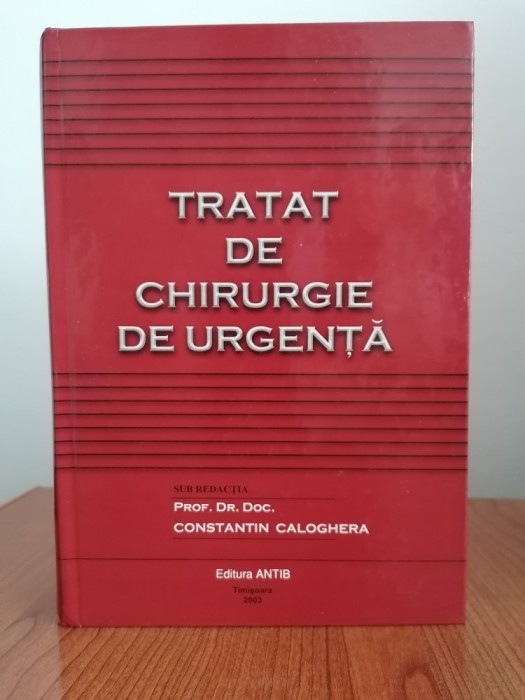 TRATAT
DE
CHIRURGIE
DE URGENȚĂ
SUB REDACȚIA
PROF. DR. DOC.
CONSTANTIN CALOGHERA
Editura ANTIB
Timișoara
2003